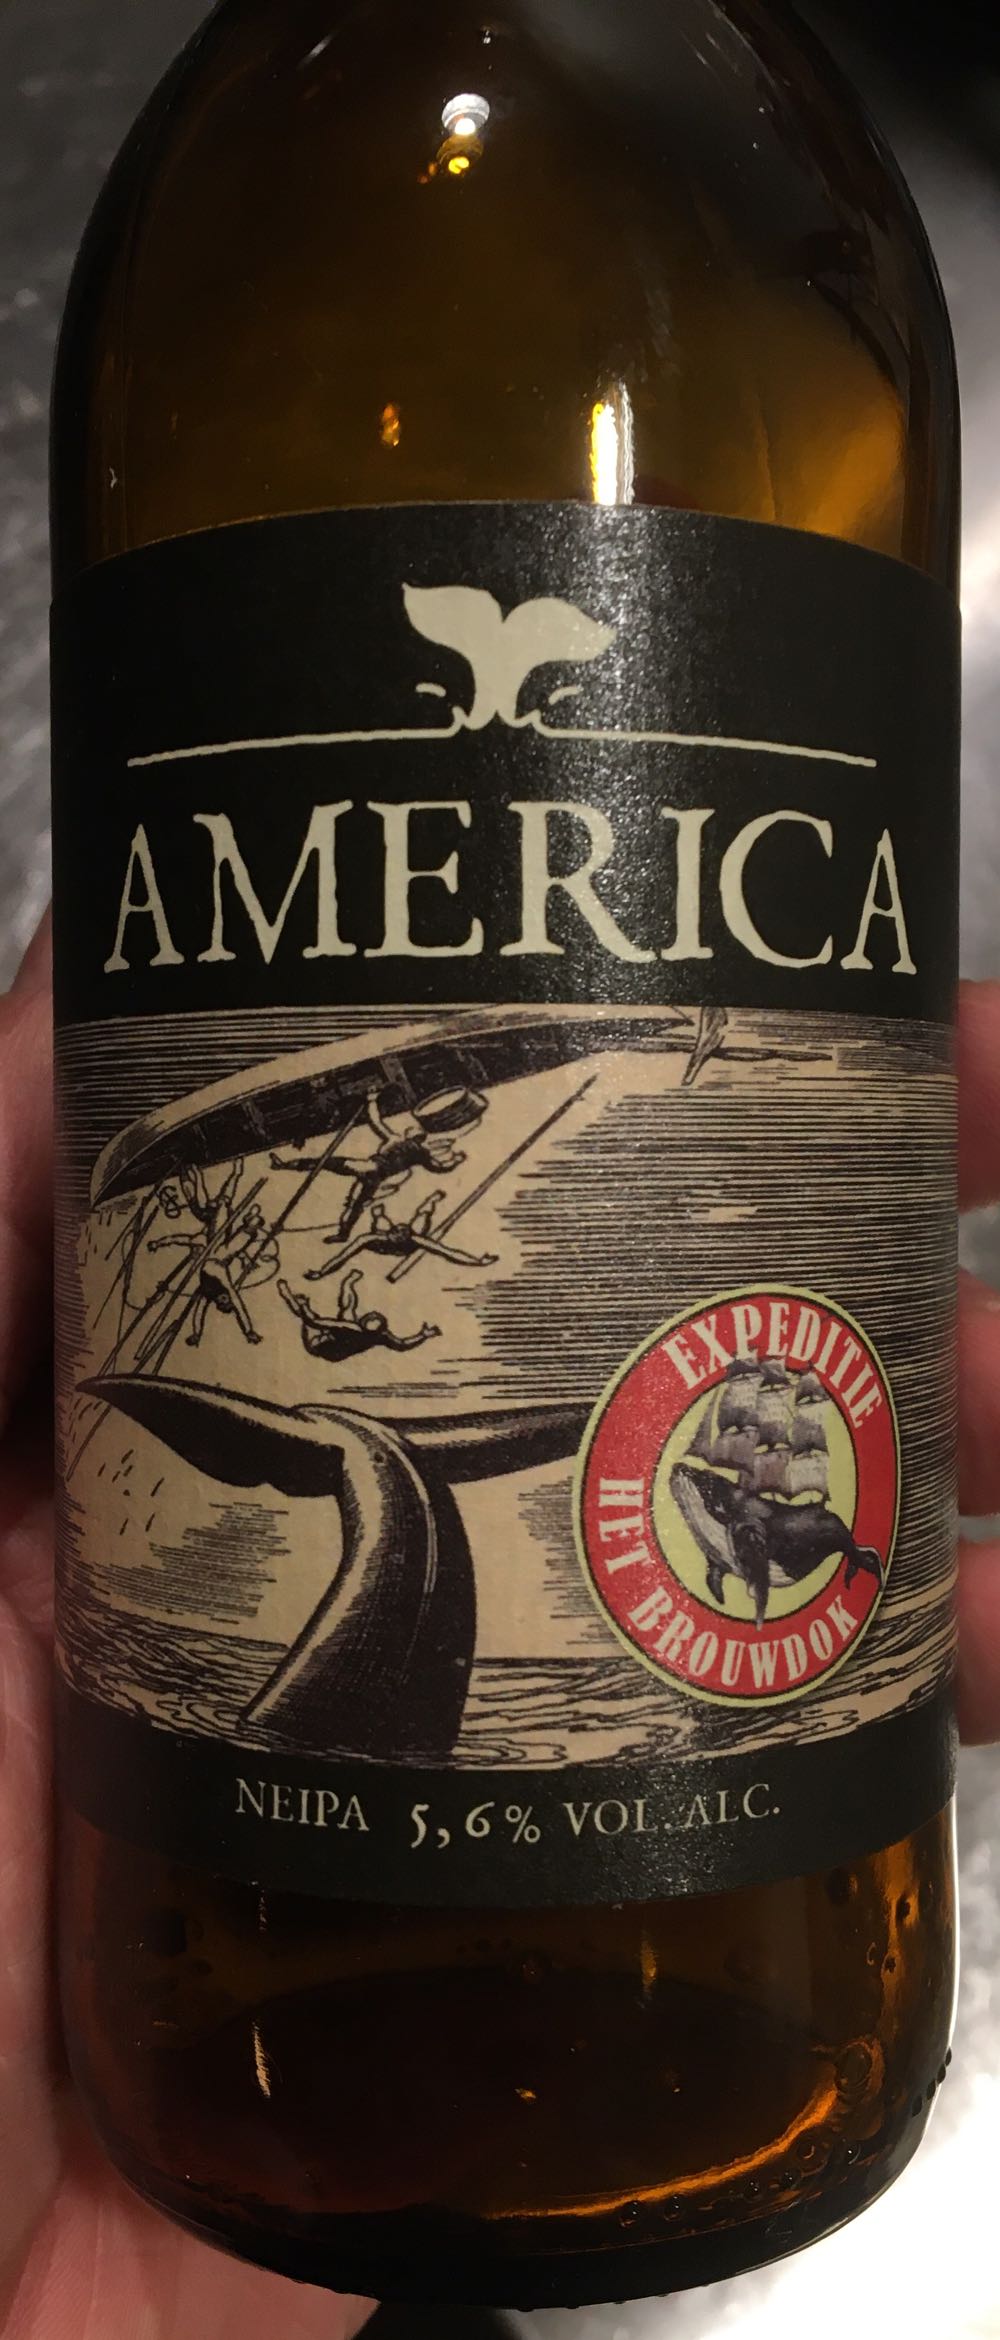 AMERICA
EXPEDITIE
HET BROUWDOK
NEIPA 5,6% VOL. ALC.